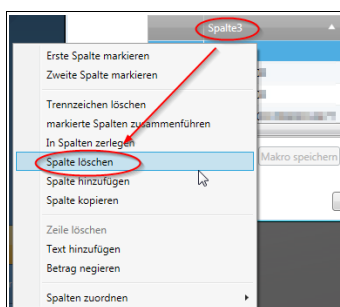 Spalte3
Erste Spalte markieren
Zweite Spalte markieren
Trennzeichen löschen
markierte Spalten zusammenführen
In Spalten zerlegen
Spalte löschen
Makro speichern
Spalte hinzufügen
Spalte kopieren
Zeile löschen
Text hinzufügen
Betrag negieren
Spalten zuordnen